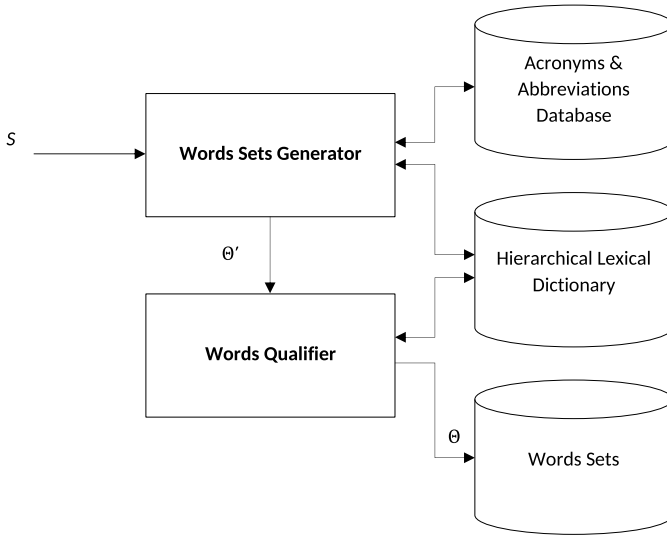 S
Words Sets Generator
Acronyms &
Abbreviations
Database
Θ′
Hierarchical Lexical
Dictionary
Words Qualifier
Θ
Words Sets